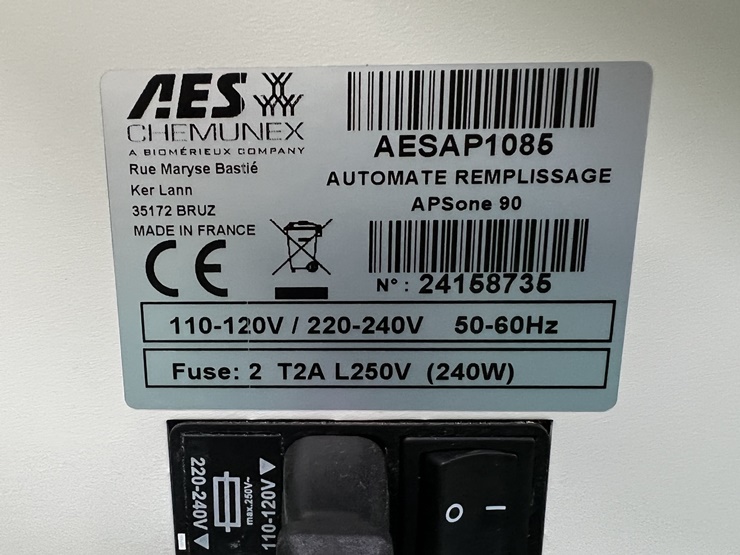 AES
CHEMUNEX
A BIOMÉRIEUX COMPANY
Rue Maryse Bastié
Ker Lann
35172 BRUZ
MADE IN FRANCE
CE
AESAP1085
AUTOMATE REMPLISSAGE
APSone 90
N° : 24158735
110-120V / 220-240V 50-60Hz
Fuse: 2 T2A L250V (240W)
220-240V
max.250V~
110-120V
O I